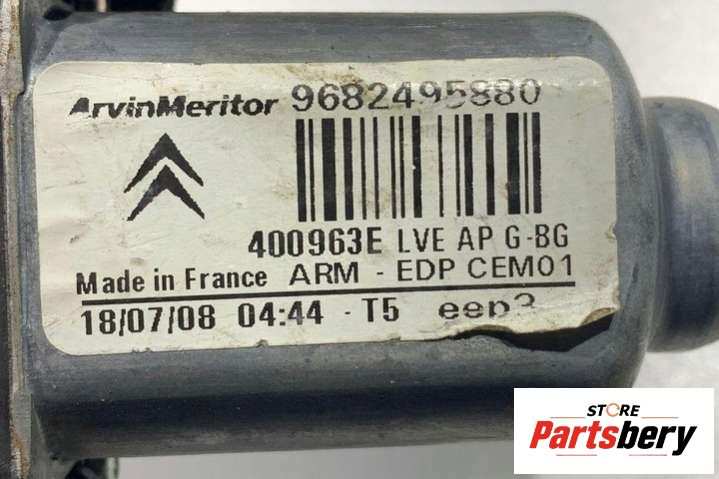 ArvinMeritor 9682495880
400963E LVE AP G-BG
Made in France ARM - EDP CEM01
18/07/08 04:44 - T5 eep3
STORE
Partsbery